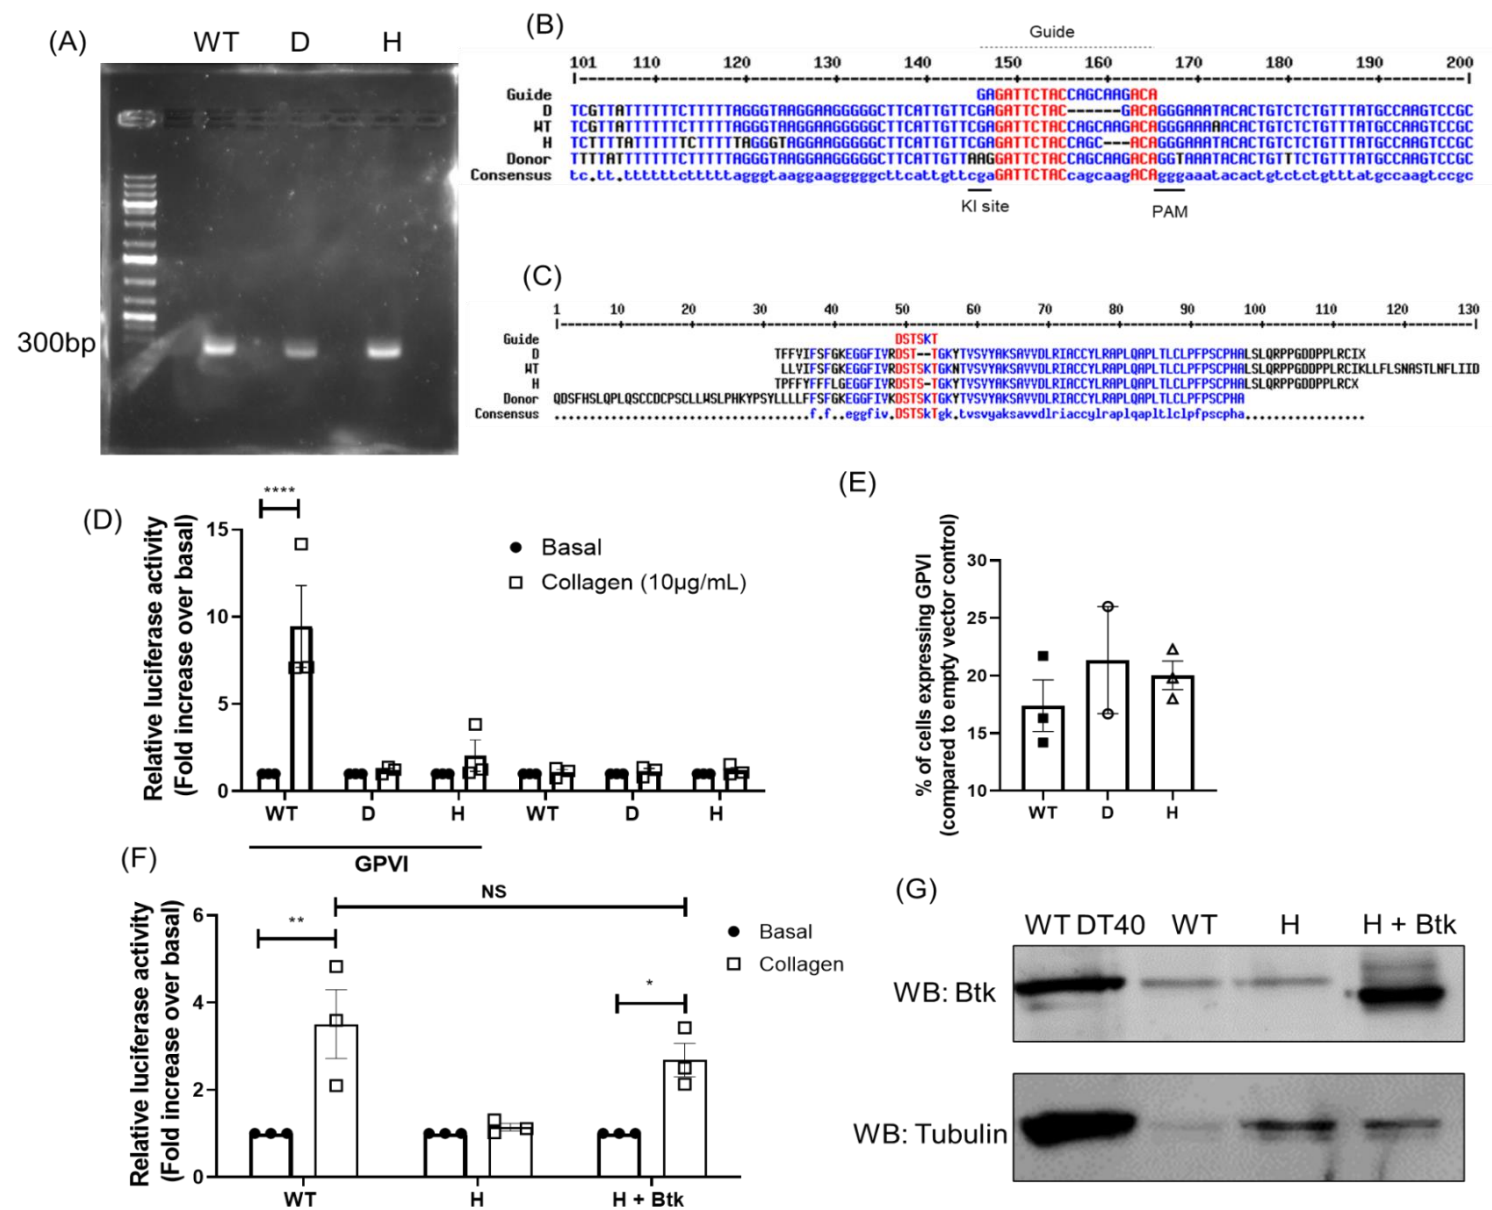 (A)
WT D H
300bp
(B)
Guide
101 110 120 130 140 150 160 170 180 190 200
Guide GAGATTCTACCAGCAAGACA
D TCGTTATTTTTTCTTTTTAGGGTAAGGAAGGGGGCTTCATTGTTCGAGATTCTAC------GACAGGGAAATACACTGTCTCTGTTTATGCCAAGTCCGC
WT TCGTTATTTTTTCTTTTTAGGGTAAGGAAGGGGGCTTCATTGTTCGAGATTCTACCAGCAAGACAGGGAAAAACACTGTCTCTGTTTATGCCAAGTCCGC
H TCTTTTATTTTTTCTTTTTAGGGTAAGGAAGGGGGCTTCATTGTTCGAGATTCTACCAGC---ACAGGGAAATACACTGTCTCTGTTTATGCCAAGTCCGC
Donor TTTTATTTTTTTCTTTTTAGGGTAAGGAAGGGGGCTTCATTGTTAAGGATTCTACCAGCAAGACAGGTAAATACACTGTTTCTGTTTATGCCAAGTCCGC
Consensus tc.tt.ttttttctttttagggtaaggaagggggcttcattgttcgaGATTCTACcagcaagACAgggaaatacactgtctctgtttatgccaagtccgc
KI site PAM
(C)
1 10 20 30 40 50 60 70 80 90 100 110 120 130
Guide DSTSKT
D TFFVIFSFGKEGGFIVRDST--TGKYTVSVYAKSAVVDLRIACCYLRAPLQAPLTLCLPFPSCPHALSLQRPPGDDPPLRCIX
WT LLVIFSFGKEGGFIVRDSTSKTGKNTVSVYAKSAVVDLRIACCYLRAPLQAPLTLCLPFPSCPHALSLQRPPGDDPPLRCIKLLFLSNASTLNFLIID
H TPFFYFFFLGEGGFIVRDSTS-TGKYTVSVYAKSAVVDLRIACCYLRAPLQAPLTLCLPFPSCPHALSLQRPPGDDPPLRCX
Donor QDSFHSLQPLQSCCDCPSCLLWSLPHKYPSYLLLLFFSFGKEGGFIVKDSTSKTGKYTVSVYAKSAVVDLRIACCYLRAPLQAPLTLCLPFPSCPHA
Consensus ....................................f.f..eggfiv.DSTSkTgk.tvsvyaksavvdlriaccylraplqapltlclpfpscpha.................
(D)
Relative luciferase activity
(Fold increase over basal)
****
15
10
5
0
Basal
Collagen (10µg/mL)
WT D H WT D H
GPVI
(E)
% of cells expressing GPVI
(compared to empty vector control)
30
25
20
15
10
WT D H
(F)
Relative luciferase activity
(Fold increase over basal)
NS
**
*
6
4
2
0
Basal
Collagen
WT H H + Btk
(G)
WT DT40 WT H H + Btk
WB: Btk
WB: Tubulin